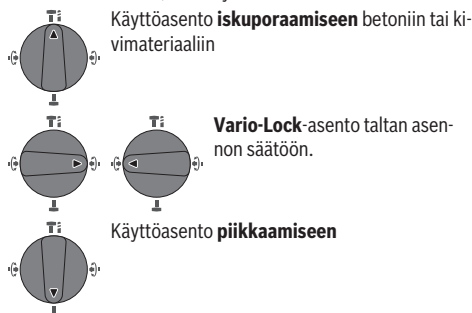 Käyttöasento iskuporaamiseen betoniin tai ki-
vimateriaaliin
Vario-Lock-asento taltan asen-
non säätöön.
Käyttöasento piikkaamiseen